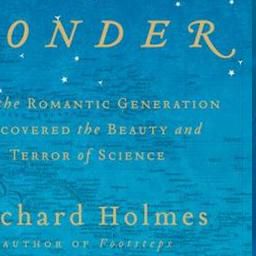 ONDER
the ROMANTIC GENERATION
COVERED the BEAUTY and
TERROR of SCIENCE
chard Holmes
AUTHOR OF Footsteps